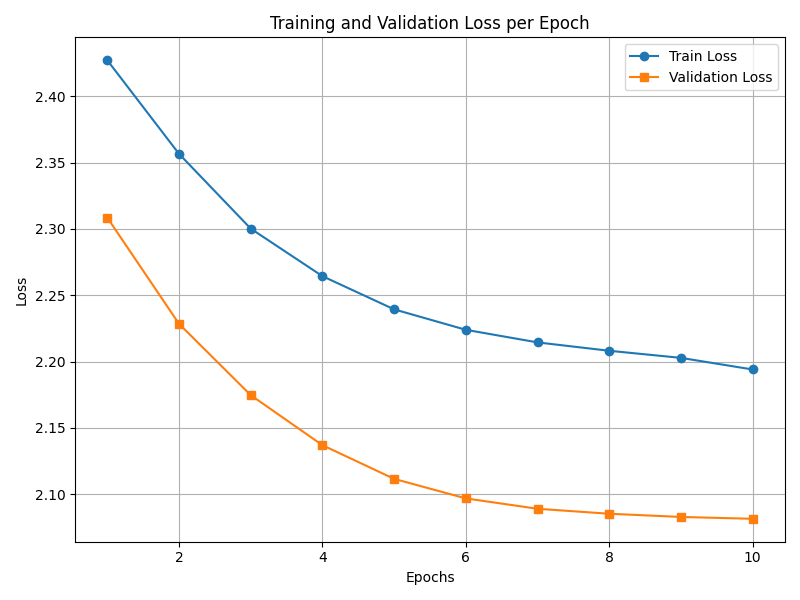 Training and Validation Loss per Epoch
Train Loss
Validation Loss
2.40
2.35
2.30
2.25
2.20
2.15
2.10
Loss
2 4 6 8 10
Epochs